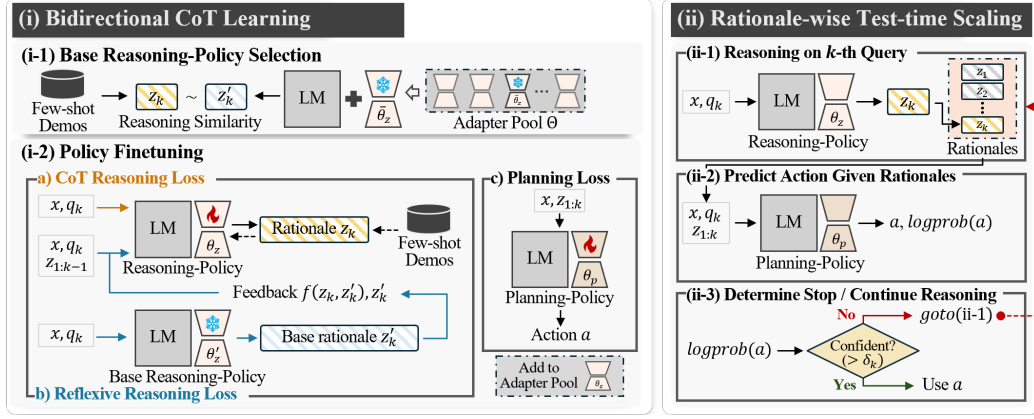 (i) Bidirectional CoT Learning
(i-1) Base Reasoning-Policy Selection
Few-shot
Demos
z_k ~ z'_k
Reasoning Similarity
LM
θ̄_z
θ̄_z
...
Adapter Pool Θ
(i-2) Policy Finetuning
a) CoT Reasoning Loss
x, q_k
x, q_k
z_{1:k−1}
LM
θ_z
Reasoning-Policy
Rationale z_k
Few-shot
Demos
Feedback f(z_k, z'_k), z'_k
x, q_k
LM
θ'_z
Base Reasoning-Policy
Base rationale z'_k
b) Reflexive Reasoning Loss
c) Planning Loss
x, z_{1:k}
LM
θ_p
Planning-Policy
Action a
Add to
Adapter Pool
θ_z
(ii) Rationale-wise Test-time Scaling
(ii-1) Reasoning on k-th Query
x, q_k
LM
θ_z
Reasoning-Policy
z_k
z_1
z_2
z_k
Rationales
(ii-2) Predict Action Given Rationales
x, q_k
z_{1:k}
LM
θ_p
Planning-Policy
a, logprob(a)
(ii-3) Determine Stop / Continue Reasoning
No
goto(ii-1)
logprob(a)
Confident?
(> δ_k)
Yes
Use a